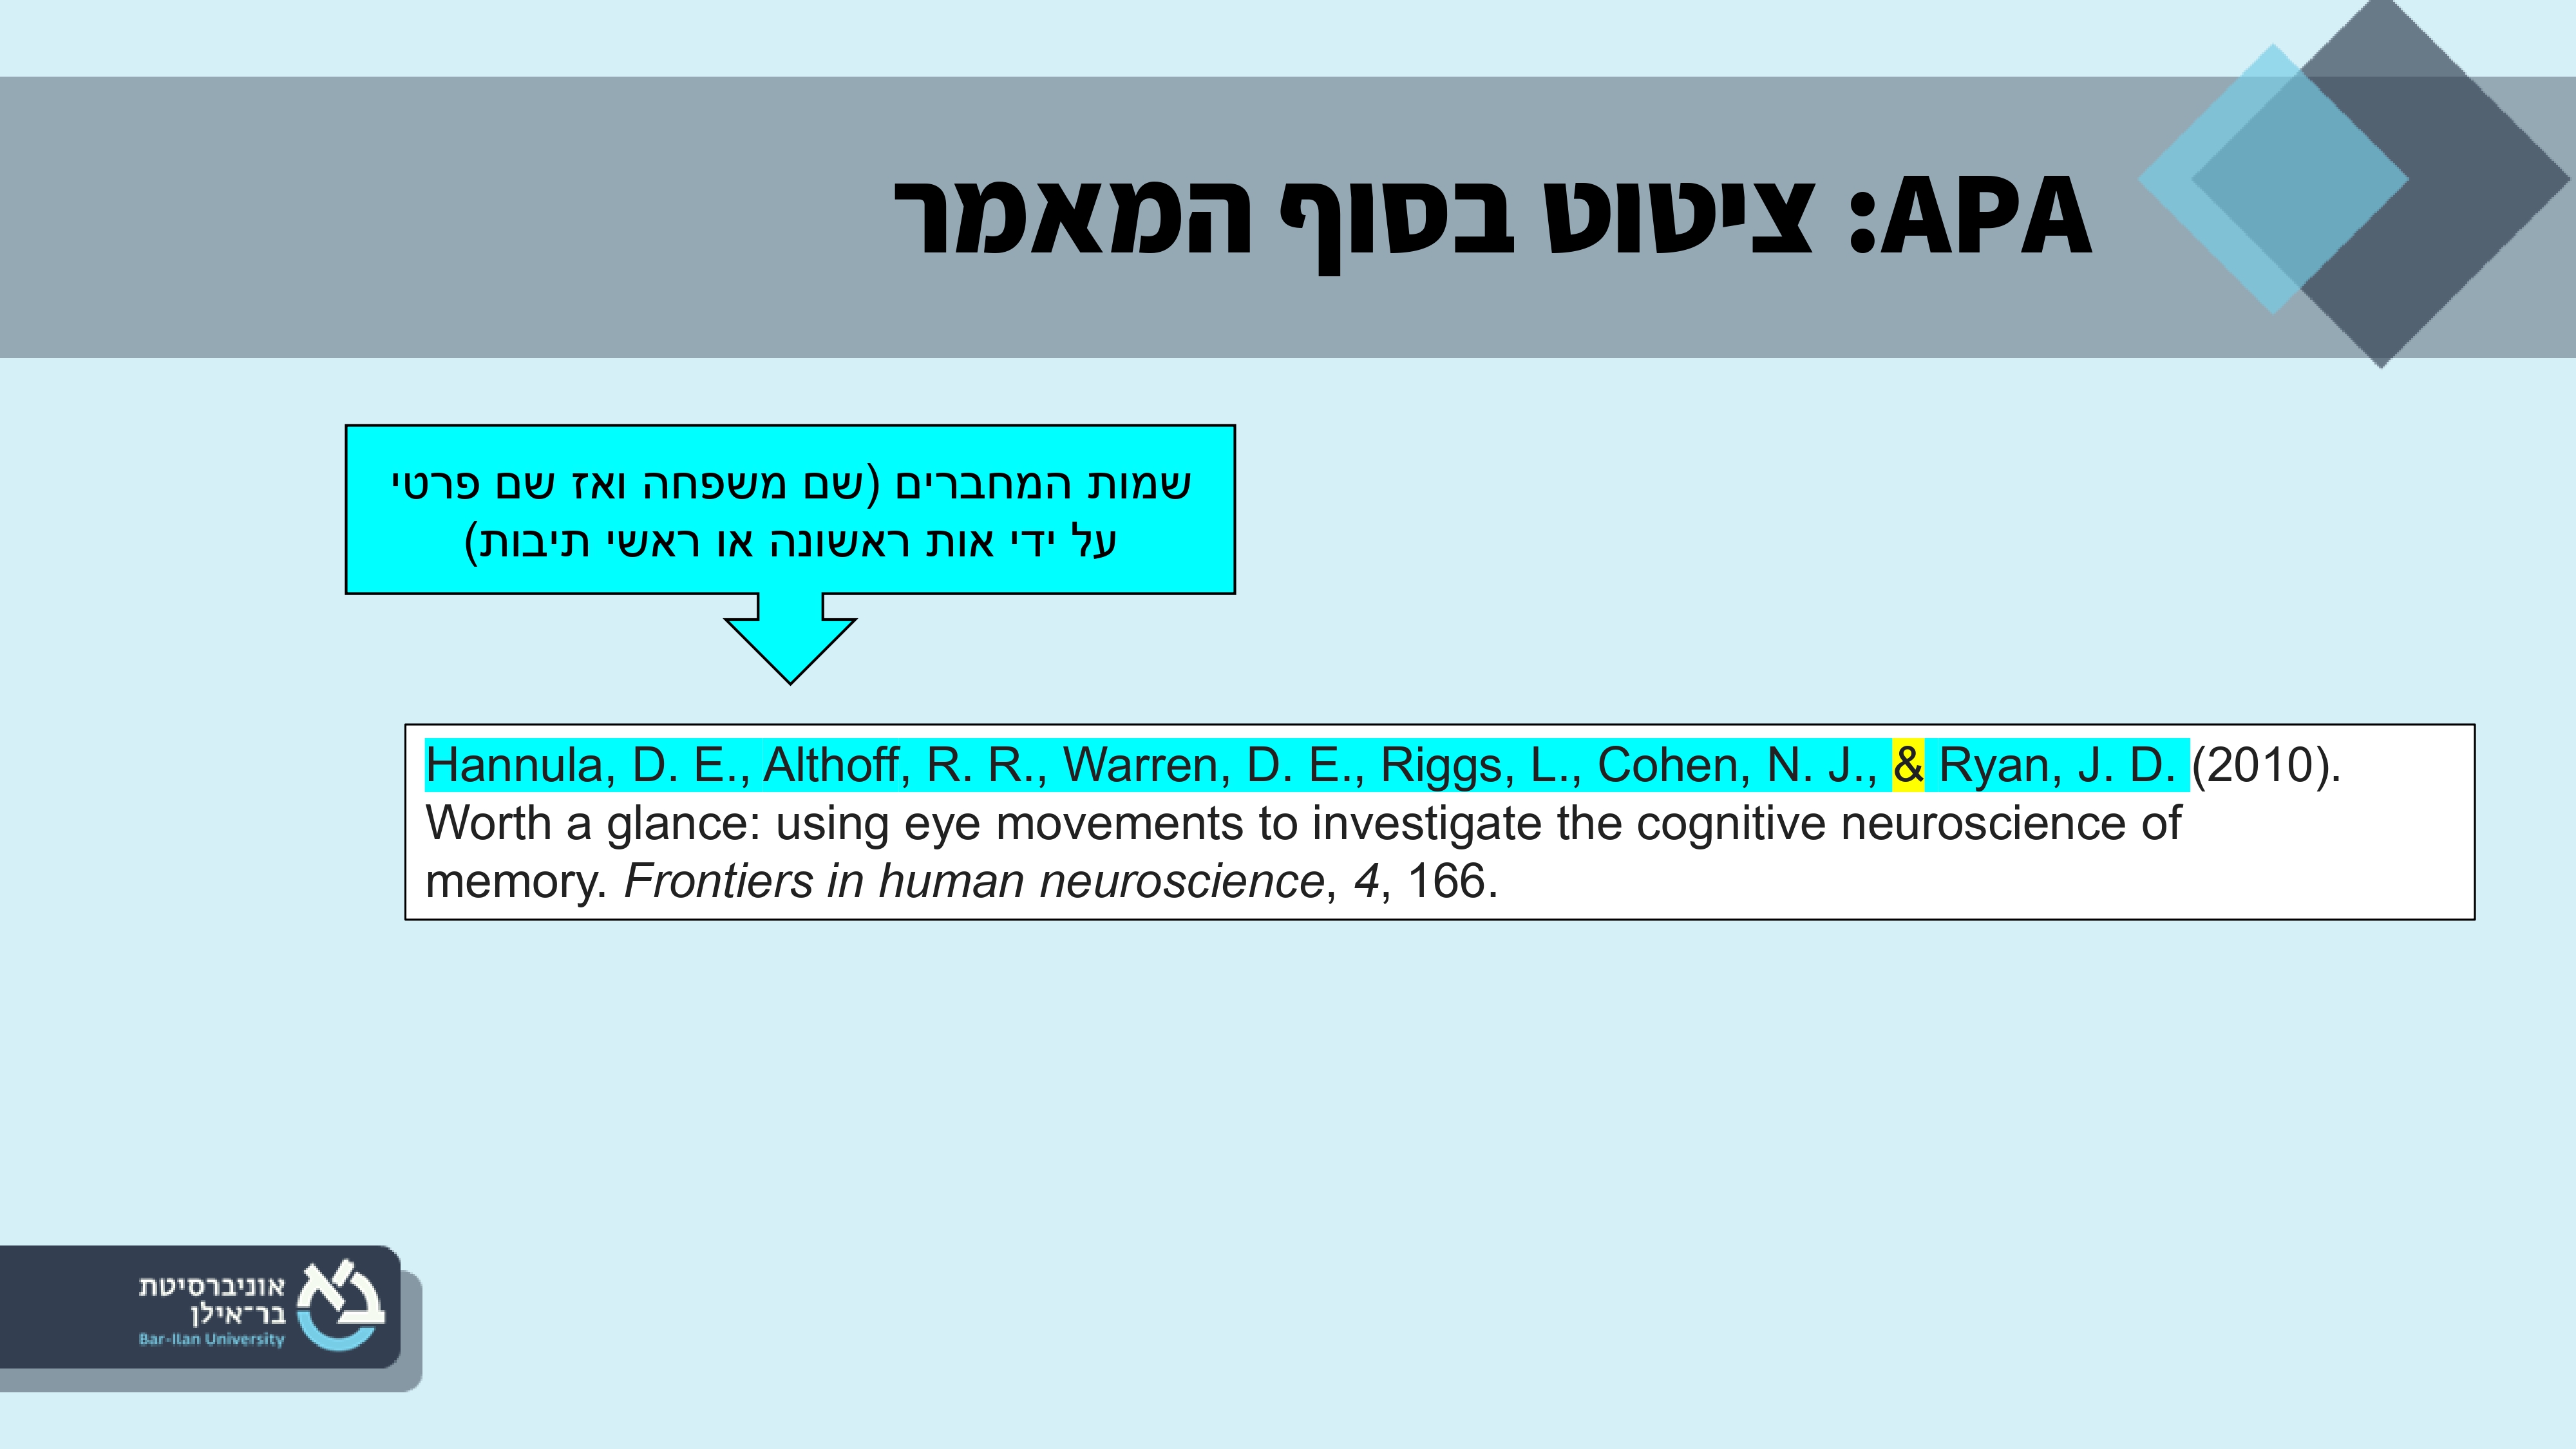 APA: ציטוט בסוף המאמר
שמות המחברים (שם משפחה ואז שם פרטי
על ידי אות ראשונה או ראשי תיבות)
Hannula, D. E., Althoff, R. R., Warren, D. E., Riggs, L., Cohen, N. J., & Ryan, J. D. (2010).
Worth a glance: using eye movements to investigate the cognitive neuroscience of
memory. Frontiers in human neuroscience, 4, 166.
אוניברסיטת
בר-אילן
Bar-Ilan University